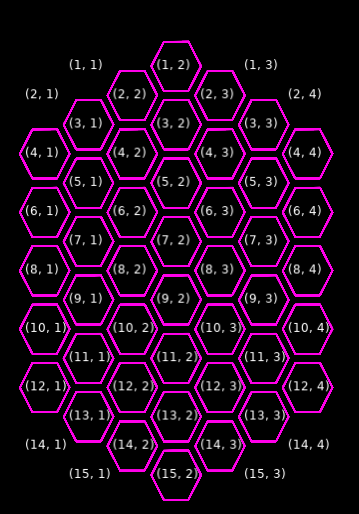 (1, 1) (1, 2) (1, 3)
(2, 1) (2, 2) (2, 3) (2, 4)
(3, 1) (3, 2) (3, 3)
(4, 1) (4, 2) (4, 3) (4, 4)
(5, 1) (5, 2) (5, 3)
(6, 1) (6, 2) (6, 3) (6, 4)
(7, 1) (7, 2) (7, 3)
(8, 1) (8, 2) (8, 3) (8, 4)
(9, 1) (9, 2) (9, 3)
(10, 1) (10, 2) (10, 3) (10, 4)
(11, 1) (11, 2) (11, 3)
(12, 1) (12, 2) (12, 3) (12, 4)
(13, 1) (13, 2) (13, 3)
(14, 1) (14, 2) (14, 3) (14, 4)
(15, 1) (15, 2) (15, 3)